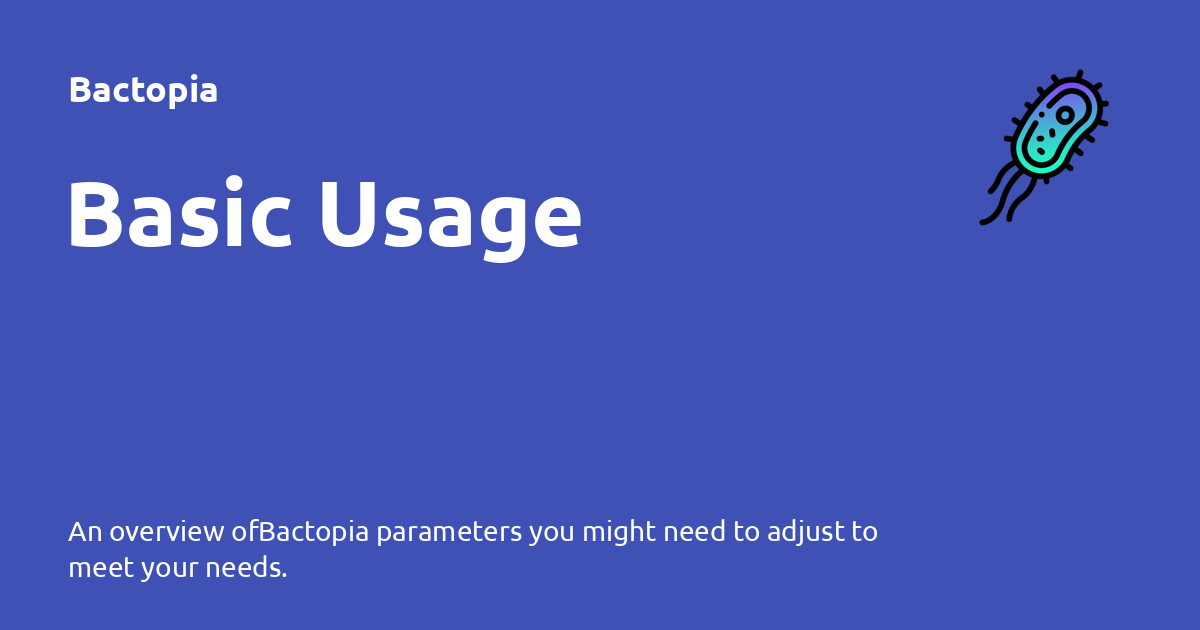 Bactopia
Basic Usage
An overview ofBactopia parameters you might need to adjust to
meet your needs.